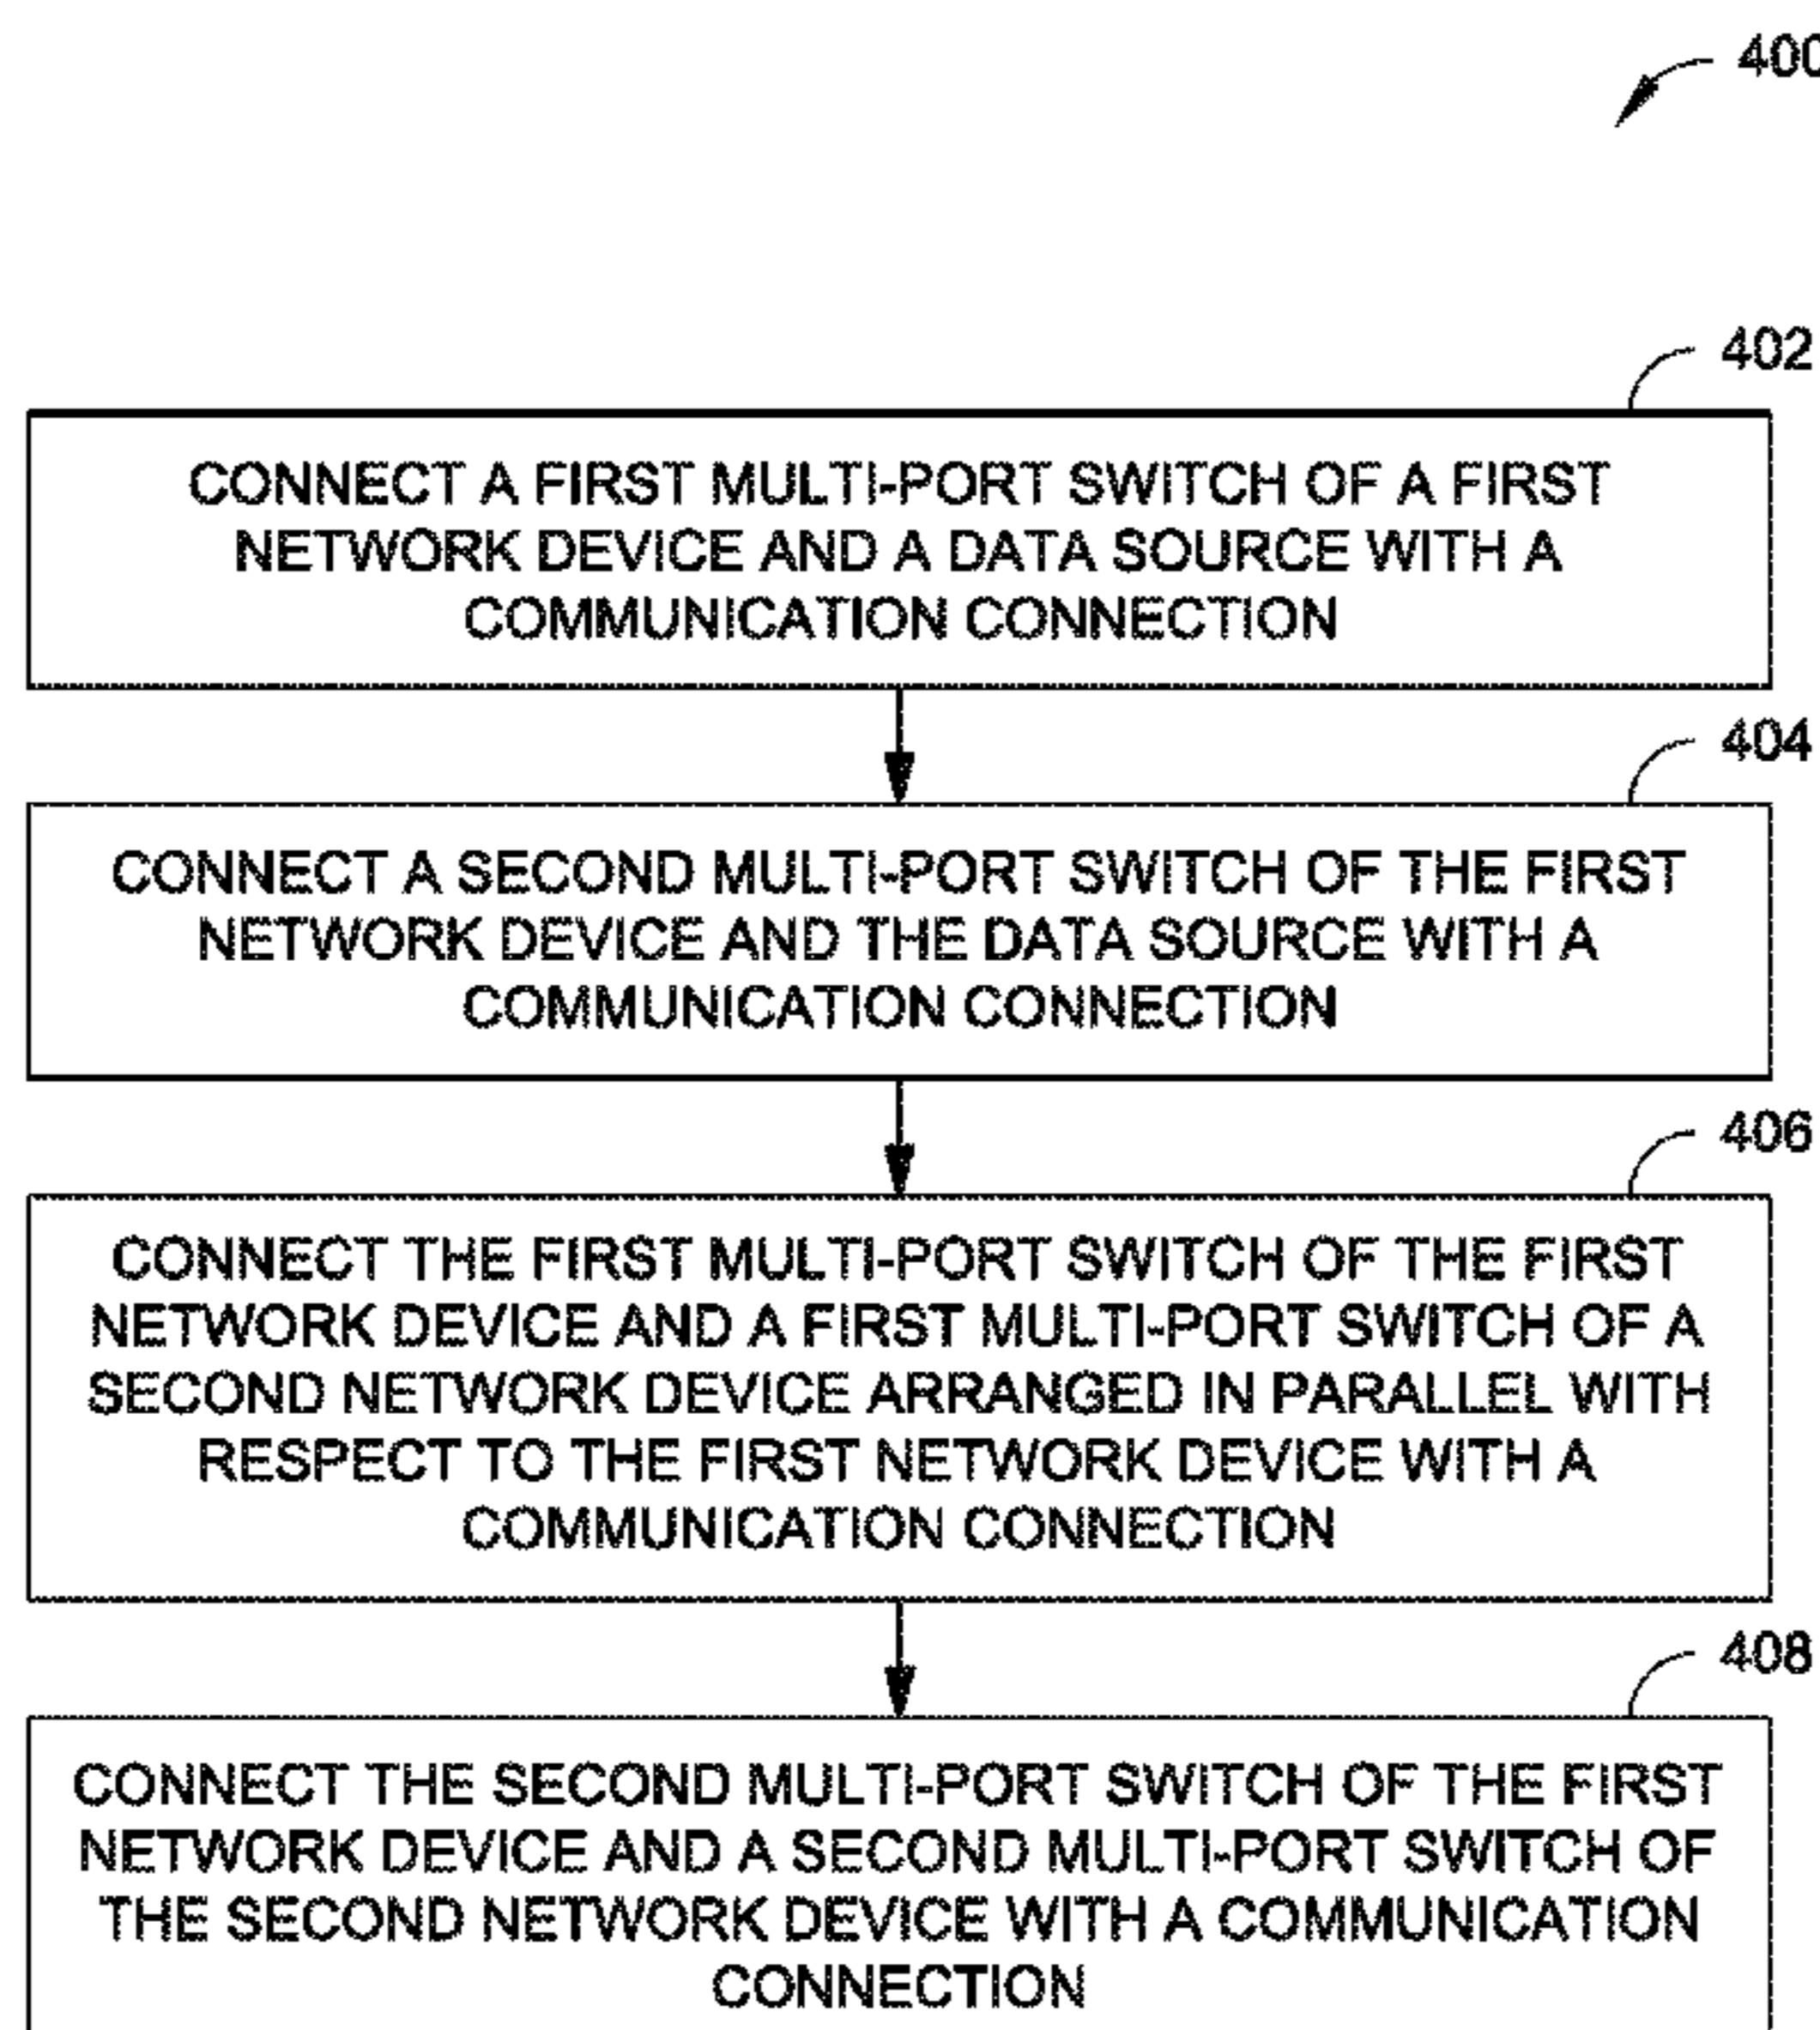 400
402
CONNECT A FIRST MULTI-PORT SWITCH OF A FIRST
NETWORK DEVICE AND A DATA SOURCE WITH A
COMMUNICATION CONNECTION
404
CONNECT A SECOND MULTI-PORT SWITCH OF THE FIRST
NETWORK DEVICE AND THE DATA SOURCE WITH A
COMMUNICATION CONNECTION
406
CONNECT THE FIRST MULTI-PORT SWITCH OF THE FIRST
NETWORK DEVICE AND A FIRST MULTI-PORT SWITCH OF A
SECOND NETWORK DEVICE ARRANGED IN PARALLEL WITH
RESPECT TO THE FIRST NETWORK DEVICE WITH A
COMMUNICATION CONNECTION
408
CONNECT THE SECOND MULTI-PORT SWITCH OF THE FIRST
NETWORK DEVICE AND A SECOND MULTI-PORT SWITCH OF
THE SECOND NETWORK DEVICE WITH A COMMUNICATION
CONNECTION